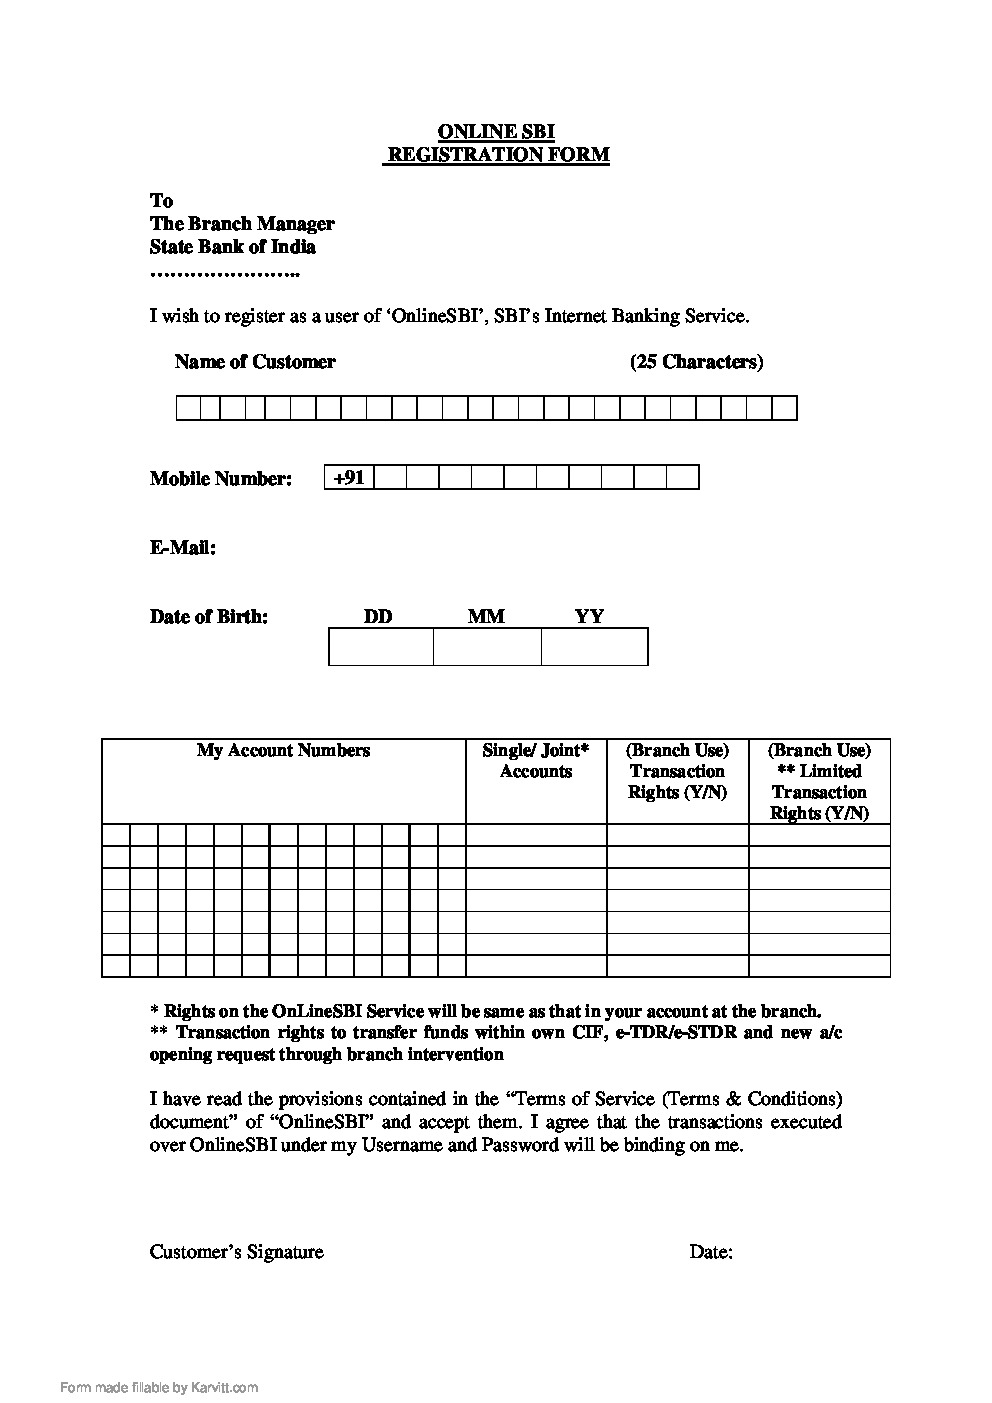 ONLINE SBI
REGISTRATION FORM
To
The Branch Manager
State Bank of India
…………………..
I wish to register as a user of ‘OnlineSBI’, SBI’s Internet Banking Service.
Name of Customer (25 Characters)
Mobile Number: +91
E-Mail:
Date of Birth: DD MM YY
My Account Numbers Single/ Joint* (Branch Use) (Branch Use)
Accounts Transaction ** Limited
Rights (Y/N) Transaction
Rights (Y/N)
* Rights on the OnLineSBI Service will be same as that in your account at the branch.
** Transaction rights to transfer funds within own CIF, e-TDR/e-STDR and new a/c
opening request through branch intervention
I have read the provisions contained in the “Terms of Service (Terms & Conditions)
document” of “OnlineSBI” and accept them. I agree that the transactions executed
over OnlineSBI under my Username and Password will be binding on me.
Customer’s Signature Date:
Form made fillable by Karvitt.com